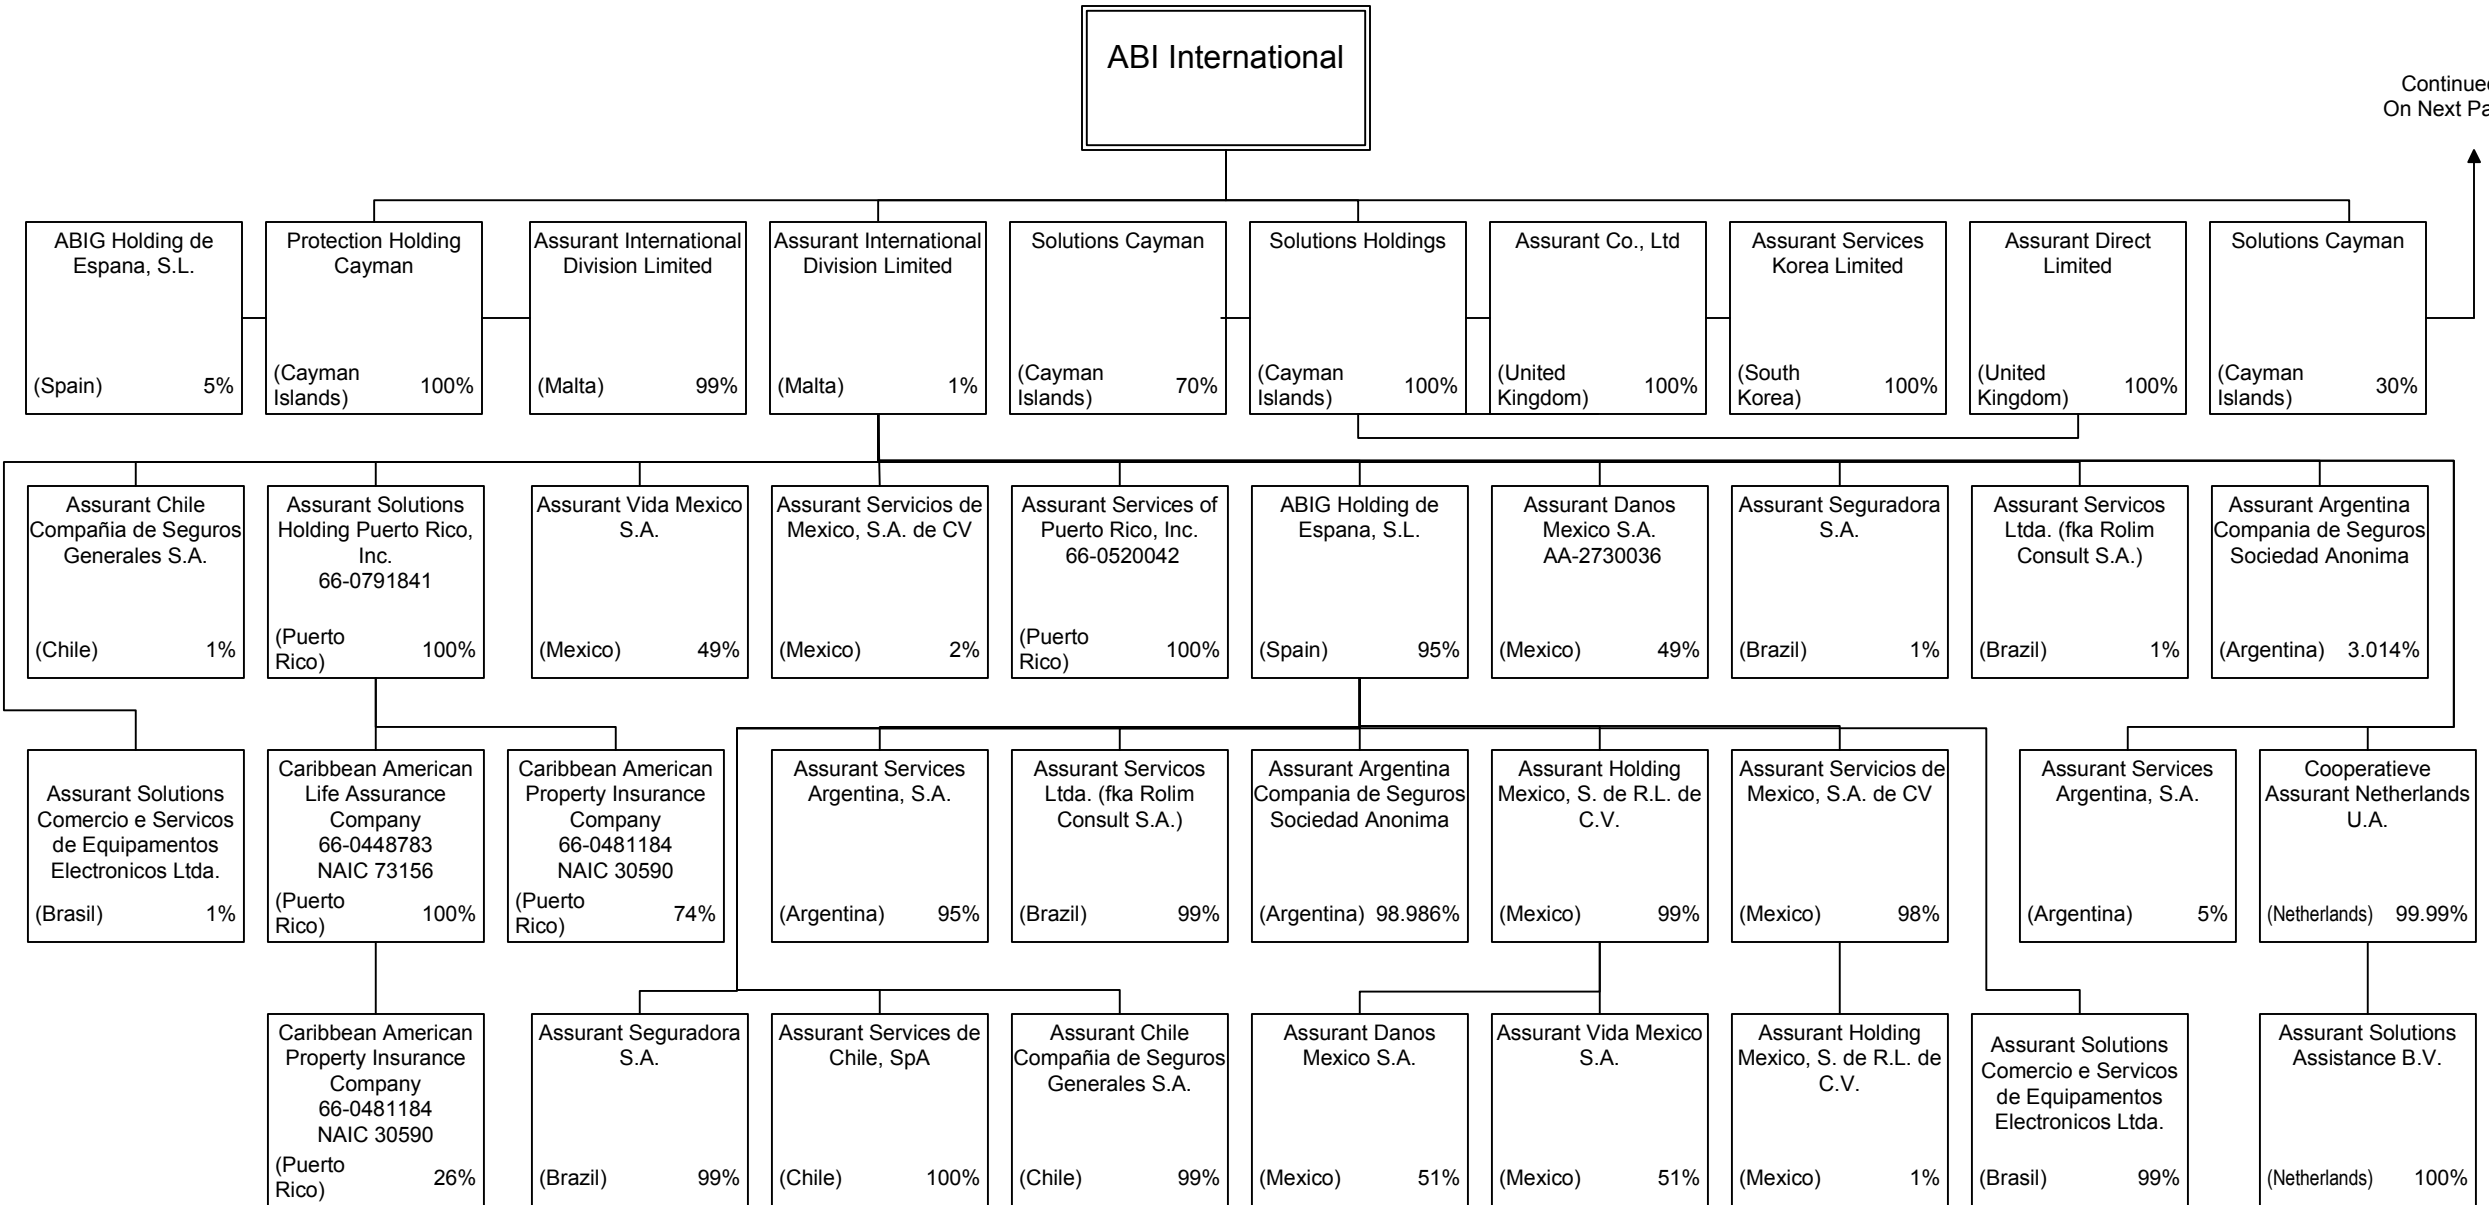 ABI International
Continued
On Next Pa
ABIG Holding de
Espana, S.L.
(Spain) 5%
Protection Holding
Cayman
(Cayman
Islands) 100%
Assurant International
Division Limited
(Malta) 99%
Assurant International
Division Limited
(Malta) 1%
Solutions Cayman
(Cayman
Islands) 70%
Solutions Holdings
(Cayman
Islands) 100%
Assurant Co., Ltd
(United
Kingdom) 100%
Assurant Services
Korea Limited
(South
Korea) 100%
Assurant Direct
Limited
(United
Kingdom) 100%
Solutions Cayman
(Cayman
Islands) 30%
Assurant Chile
Compañia de Seguros
Generales S.A.
(Chile) 1%
Assurant Solutions
Holding Puerto Rico,
Inc.
66-0791841
(Puerto
Rico) 100%
Assurant Vida Mexico
S.A.
(Mexico) 49%
Assurant Servicios de
Mexico, S.A. de CV
(Mexico) 2%
Assurant Services of
Puerto Rico, Inc.
66-0520042
(Puerto
Rico) 100%
ABIG Holding de
Espana, S.L.
(Spain) 95%
Assurant Danos
Mexico S.A.
AA-2730036
(Mexico) 49%
Assurant Seguradora
S.A.
(Brazil) 1%
Assurant Servicos
Ltda. (fka Rolim
Consult S.A.)
(Brazil) 1%
Assurant Argentina
Compania de Seguros
Sociedad Anonima
(Argentina) 3.014%
Assurant Solutions
Comercio e Servicos
de Equipamentos
Electronicos Ltda.
(Brasil) 1%
Caribbean American
Life Assurance
Company
66-0448783
NAIC 73156
(Puerto
Rico) 100%
Caribbean American
Property Insurance
Company
66-0481184
NAIC 30590
(Puerto
Rico) 74%
Assurant Services
Argentina, S.A.
(Argentina) 95%
Assurant Servicos
Ltda. (fka Rolim
Consult S.A.)
(Brazil) 99%
Assurant Argentina
Compania de Seguros
Sociedad Anonima
(Argentina) 98.986%
Assurant Holding
Mexico, S. de R.L. de
C.V.
(Mexico) 99%
Assurant Servicios de
Mexico, S.A. de CV
(Mexico) 98%
Assurant Services
Argentina, S.A.
(Argentina) 5%
Cooperatieve
Assurant Netherlands
U.A.
(Netherlands) 99.99%
Caribbean American
Property Insurance
Company
66-0481184
NAIC 30590
(Puerto
Rico) 26%
Assurant Seguradora
S.A.
(Brazil) 99%
Assurant Services de
Chile, SpA
(Chile) 100%
Assurant Chile
Compañia de Seguros
Generales S.A.
(Chile) 99%
Assurant Danos
Mexico S.A.
(Mexico) 51%
Assurant Vida Mexico
S.A.
(Mexico) 51%
Assurant Holding
Mexico, S. de R.L. de
C.V.
(Mexico) 1%
Assurant Solutions
Comercio e Servicos
de Equipamentos
Electronicos Ltda.
(Brasil) 99%
Assurant Solutions
Assistance B.V.
(Netherlands) 100%